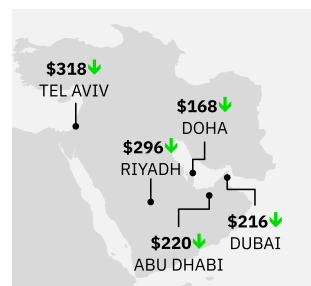 $318
TEL AVIV
$168
DOHA
$296
RIYADH
$216
DUBAI
$220
ABU DHABI